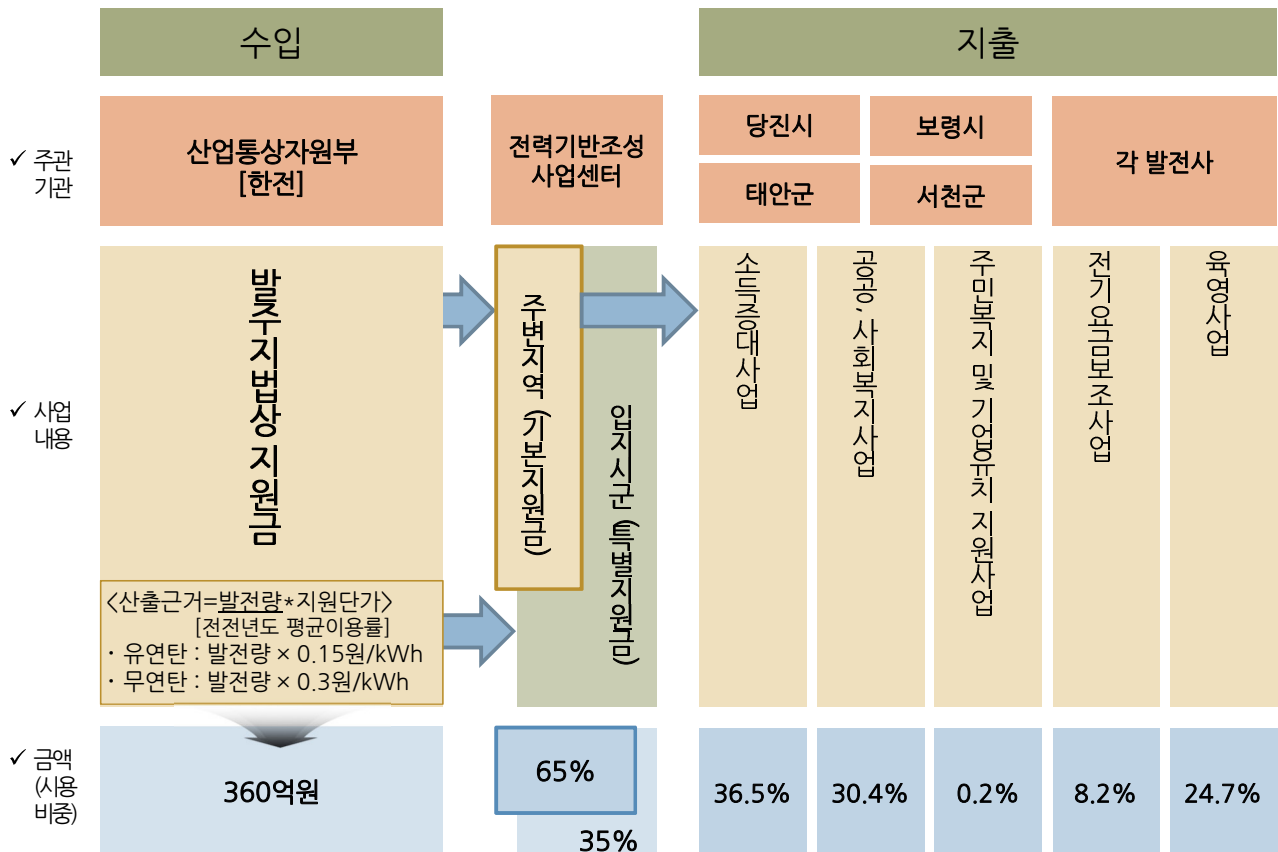 수입
지출
✓ 주관
기관
산업통상자원부
[한전]
전력기반조성
사업센터
당진시
보령시
태안군
서천군
각 발전사
✓ 사업
내용
발주지법상 지원금
주변지역 (기본지원금)
입지시군 (특별지원금)
소득증대사업
공공, 사회복지사업
주민복지 및 기업유치 지원사업
전기요금보조사업
육영사업
<산출근거=발전량*지원단가>
[전전년도 평균이용률]
· 유연탄 : 발전량 × 0.15원/kWh
· 무연탄 : 발전량 × 0.3원/kWh
✓ 금액
(사용
비중)
360억원
65%
35%
36.5%
30.4%
0.2%
8.2%
24.7%